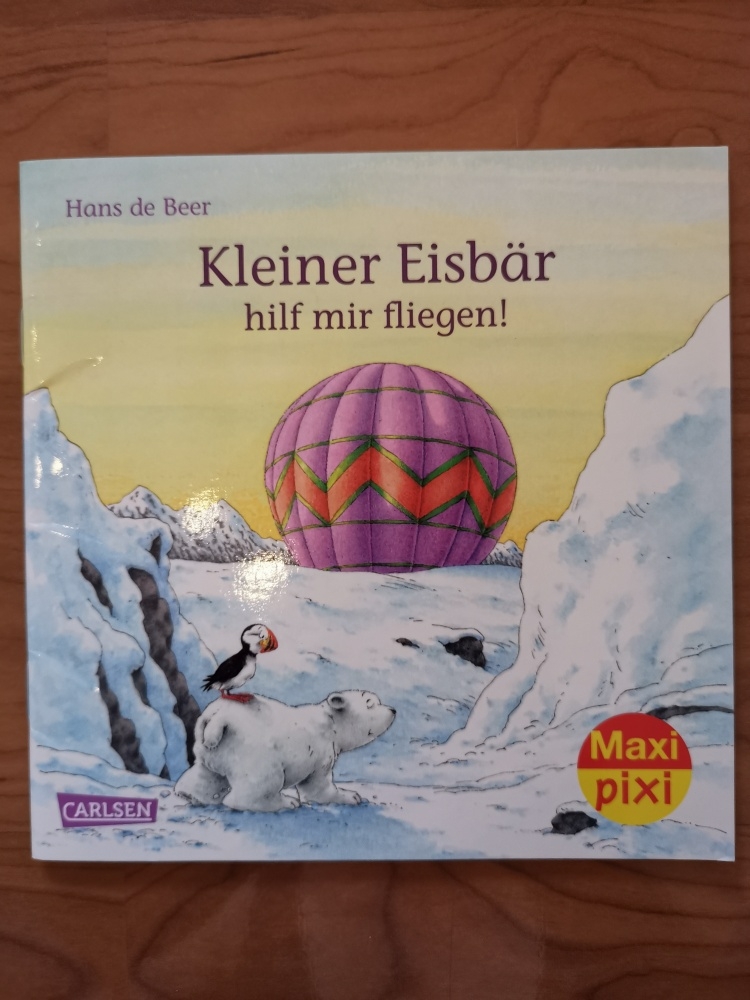 Hans de Beer
Kleiner Eisbär
hilf mir fliegen!
Maxi
pixi
CARLSEN